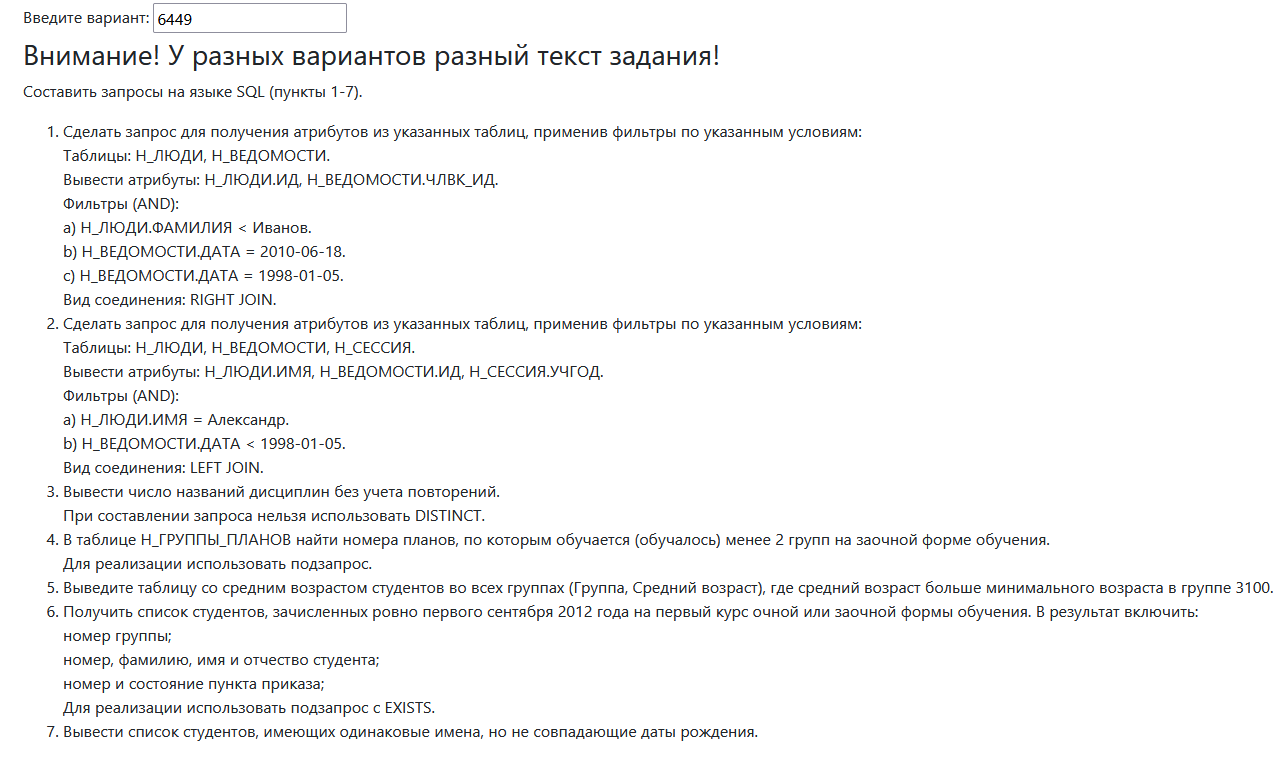 Введите вариант: 6449
Внимание! У разных вариантов разный текст задания!
Составить запросы на языке SQL (пункты 1-7).
1. Сделать запрос для получения атрибутов из указанных таблиц, применив фильтры по указанным условиям:
Таблицы: Н_ЛЮДИ, Н_ВЕДОМОСТИ.
Вывести атрибуты: Н_ЛЮДИ.ИД, Н_ВЕДОМОСТИ.ЧЛВК_ИД.
Фильтры (AND):
a) Н_ЛЮДИ.ФАМИЛИЯ < Иванов.
b) Н_ВЕДОМОСТИ.ДАТА = 2010-06-18.
c) Н_ВЕДОМОСТИ.ДАТА = 1998-01-05.
Вид соединения: RIGHT JOIN.
2. Сделать запрос для получения атрибутов из указанных таблиц, применив фильтры по указанным условиям:
Таблицы: Н_ЛЮДИ, Н_ВЕДОМОСТИ, Н_СЕССИЯ.
Вывести атрибуты: Н_ЛЮДИ.ИМЯ, Н_ВЕДОМОСТИ.ИД, Н_СЕССИЯ.УЧГОД.
Фильтры (AND):
a) Н_ЛЮДИ.ИМЯ = Александр.
b) Н_ВЕДОМОСТИ.ДАТА < 1998-01-05.
Вид соединения: LEFT JOIN.
3. Вывести число названий дисциплин без учета повторений.
При составлении запроса нельзя использовать DISTINCT.
4. В таблице Н_ГРУППЫ_ПЛАНОВ найти номера планов, по которым обучается (обучалось) менее 2 групп на заочной форме обучения.
Для реализации использовать подзапрос.
5. Выведите таблицу со средним возрастом студентов во всех группах (Группа, Средний возраст), где средний возраст больше минимального возраста в группе 3100.
6. Получить список студентов, зачисленных ровно первого сентября 2012 года на первый курс очной или заочной формы обучения. В результат включить:
номер группы;
номер, фамилию, имя и отчество студента;
номер и состояние пункта приказа;
Для реализации использовать подзапрос с EXISTS.
7. Вывести список студентов, имеющих одинаковые имена, но не совпадающие даты рождения.